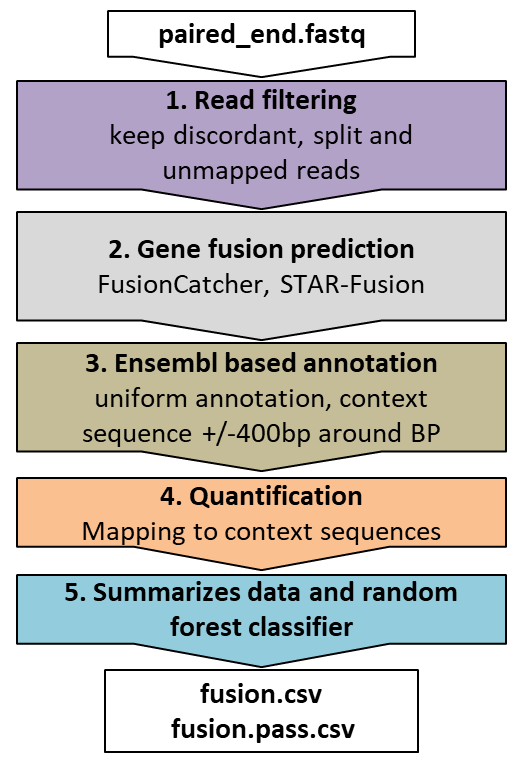 paired_end.fastq
1. Read filtering
keep discordant, split and
unmapped reads
2. Gene fusion prediction
FusionCatcher, STAR-Fusion
3. Ensembl based annotation
uniform annotation, context
sequence +/-400bp around BP
4. Quantification
Mapping to context sequences
5. Summarizes data and random
forest classifier
fusion.csv
fusion.pass.csv